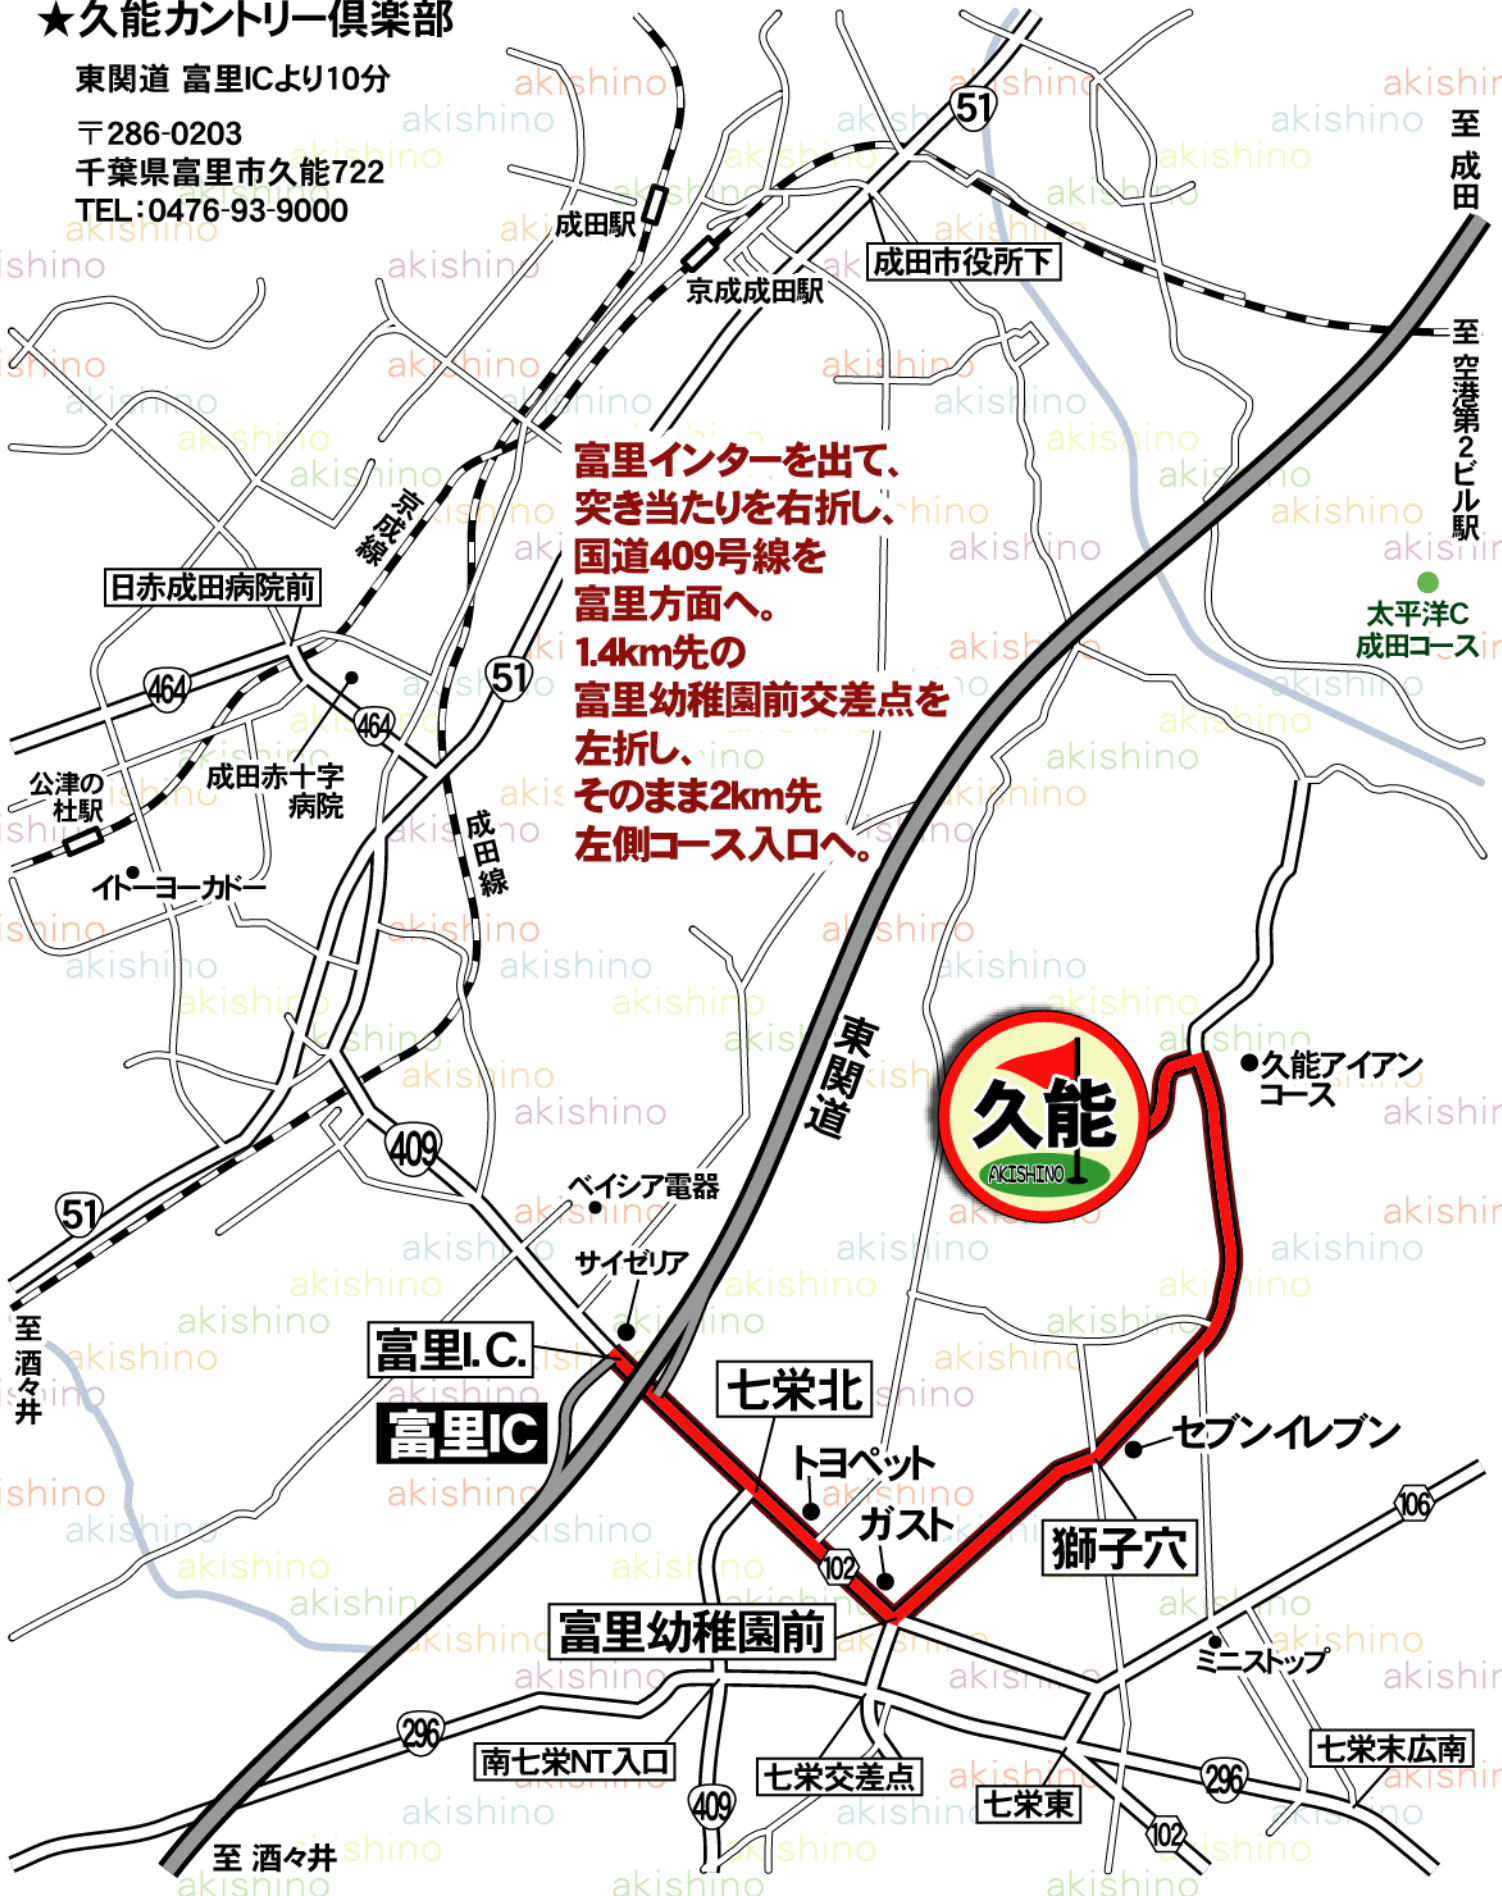 ★久能カントリー倶楽部
東関道 富里ICより10分
〒286-0203
千葉県富里市久能722
TEL：0476-93-9000
51
至 成田
成田駅
京成成田駅
成田市役所下
至 空港第2ビル駅
富里インターを出て、
突き当たりを右折し、
国道409号線を
富里方面へ。
1.4km先の
富里幼稚園前交差点を
左折し、
そのまま2km先
左側コース入口へ。
京成線
日赤成田病院前
太平洋C
成田コース
464
51
464
公津の
杜駅
成田赤十字
病院
成田線
イトーヨーカドー
東関道
久能
AKISHINO
久能アイアン
コース
409
51
ベイシア電器
サイゼリア
至 酒々井
富里I.C.
富里IC
七栄北
トヨペット
ガスト
セブンイレブン
獅子穴
106
102
富里幼稚園前
ミニストップ
296
南七栄NT入口
七栄交差点
七栄東
七栄末広南
296
409
102
至 酒々井
akishino